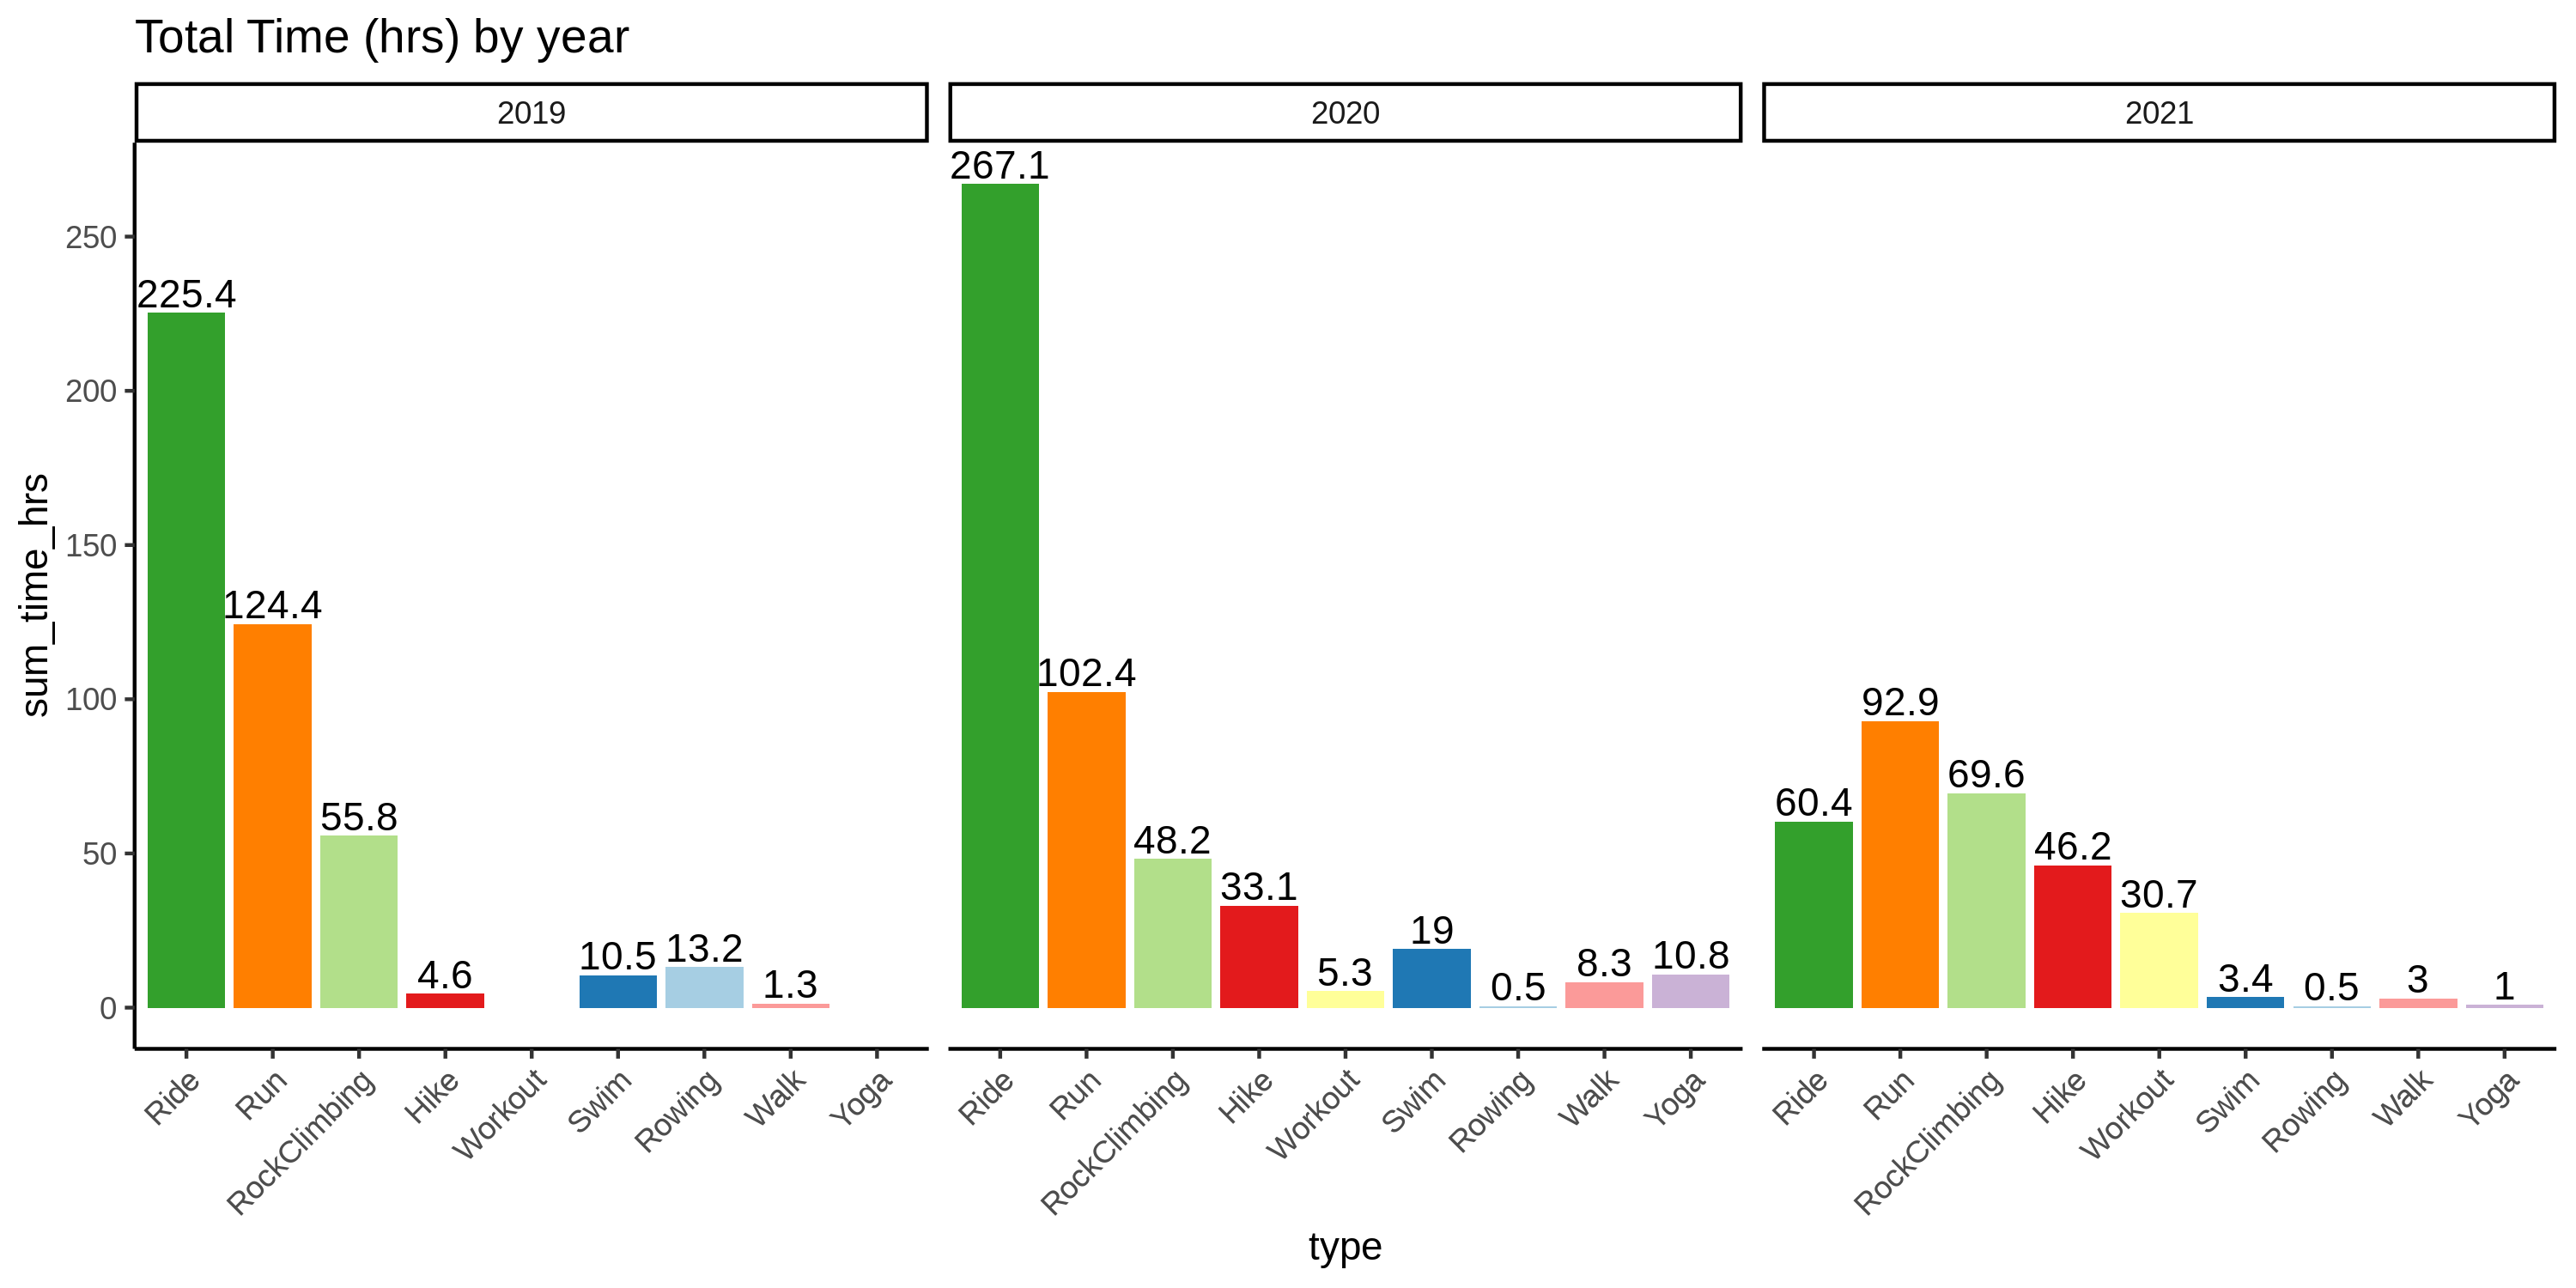 Total Time (hrs) by year
2019
2020
2021
sum_time_hrs
250
200
150
100
50
0
225.4
124.4
55.8
4.6
10.5
13.2
1.3
267.1
102.4
48.2
33.1
5.3
19
0.5
8.3
10.8
60.4
92.9
69.6
46.2
30.7
3.4
0.5
3
1
Ride
Run
RockClimbing
Hike
Workout
Swim
Rowing
Walk
Yoga
Ride
Run
RockClimbing
Hike
Workout
Swim
Rowing
Walk
Yoga
Ride
Run
RockClimbing
Hike
Workout
Swim
Rowing
Walk
Yoga
type